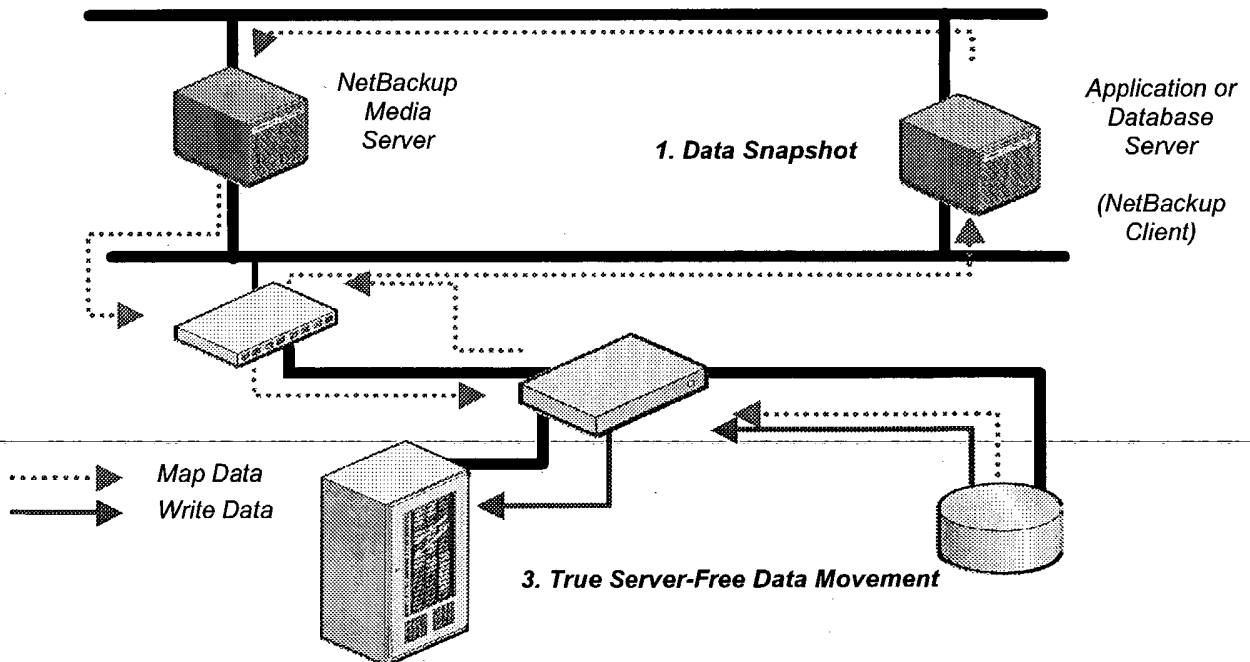 NetBackup
Media
Server
Application or
Database
Server
(NetBackup
Client)
1. Data Snapshot
Map Data
Write Data
3. True Server-Free Data Movement